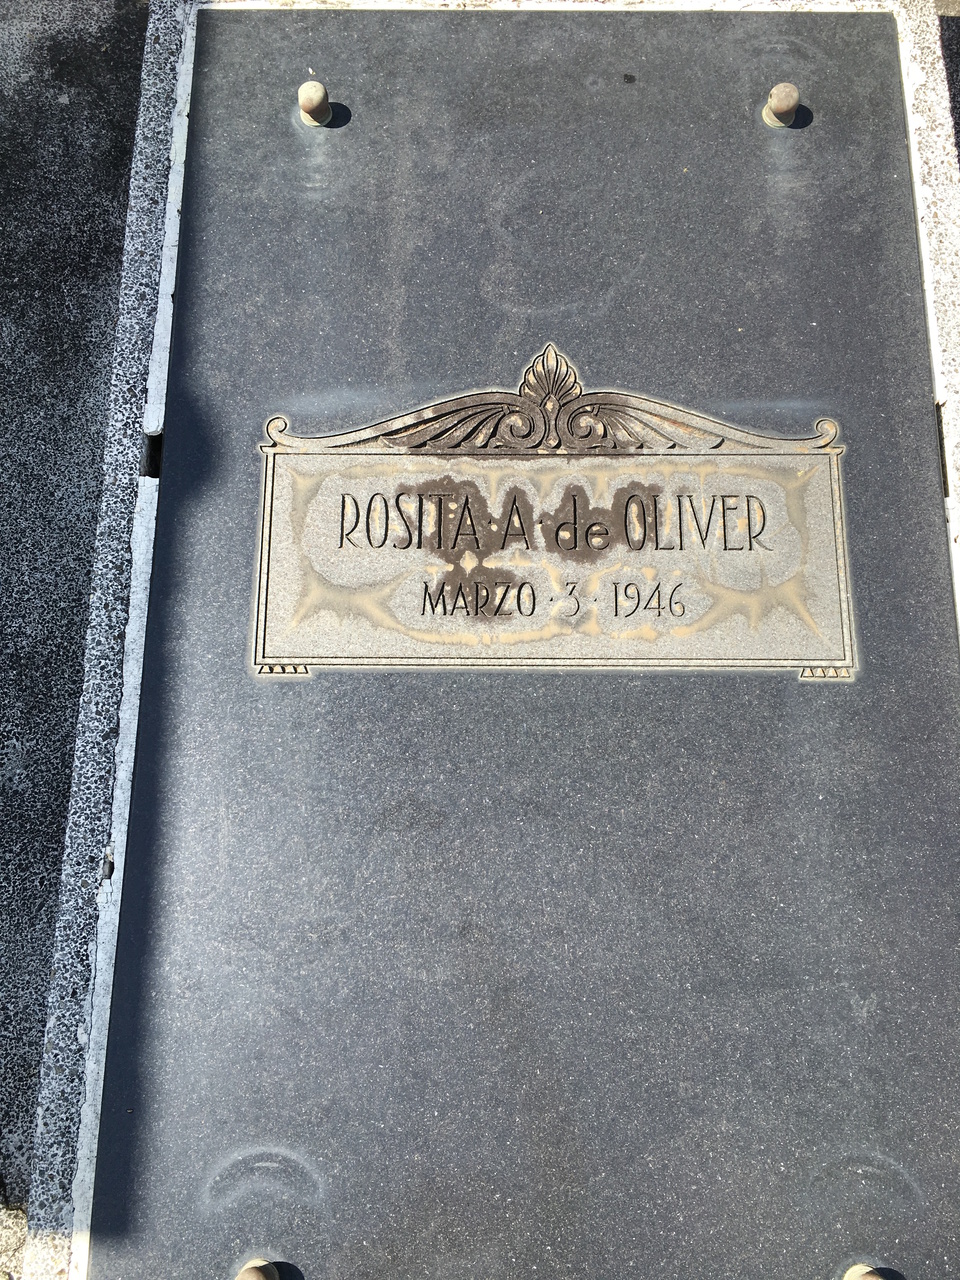 ROSITA · A · de OLIVER
MARZO · 3 · 1946